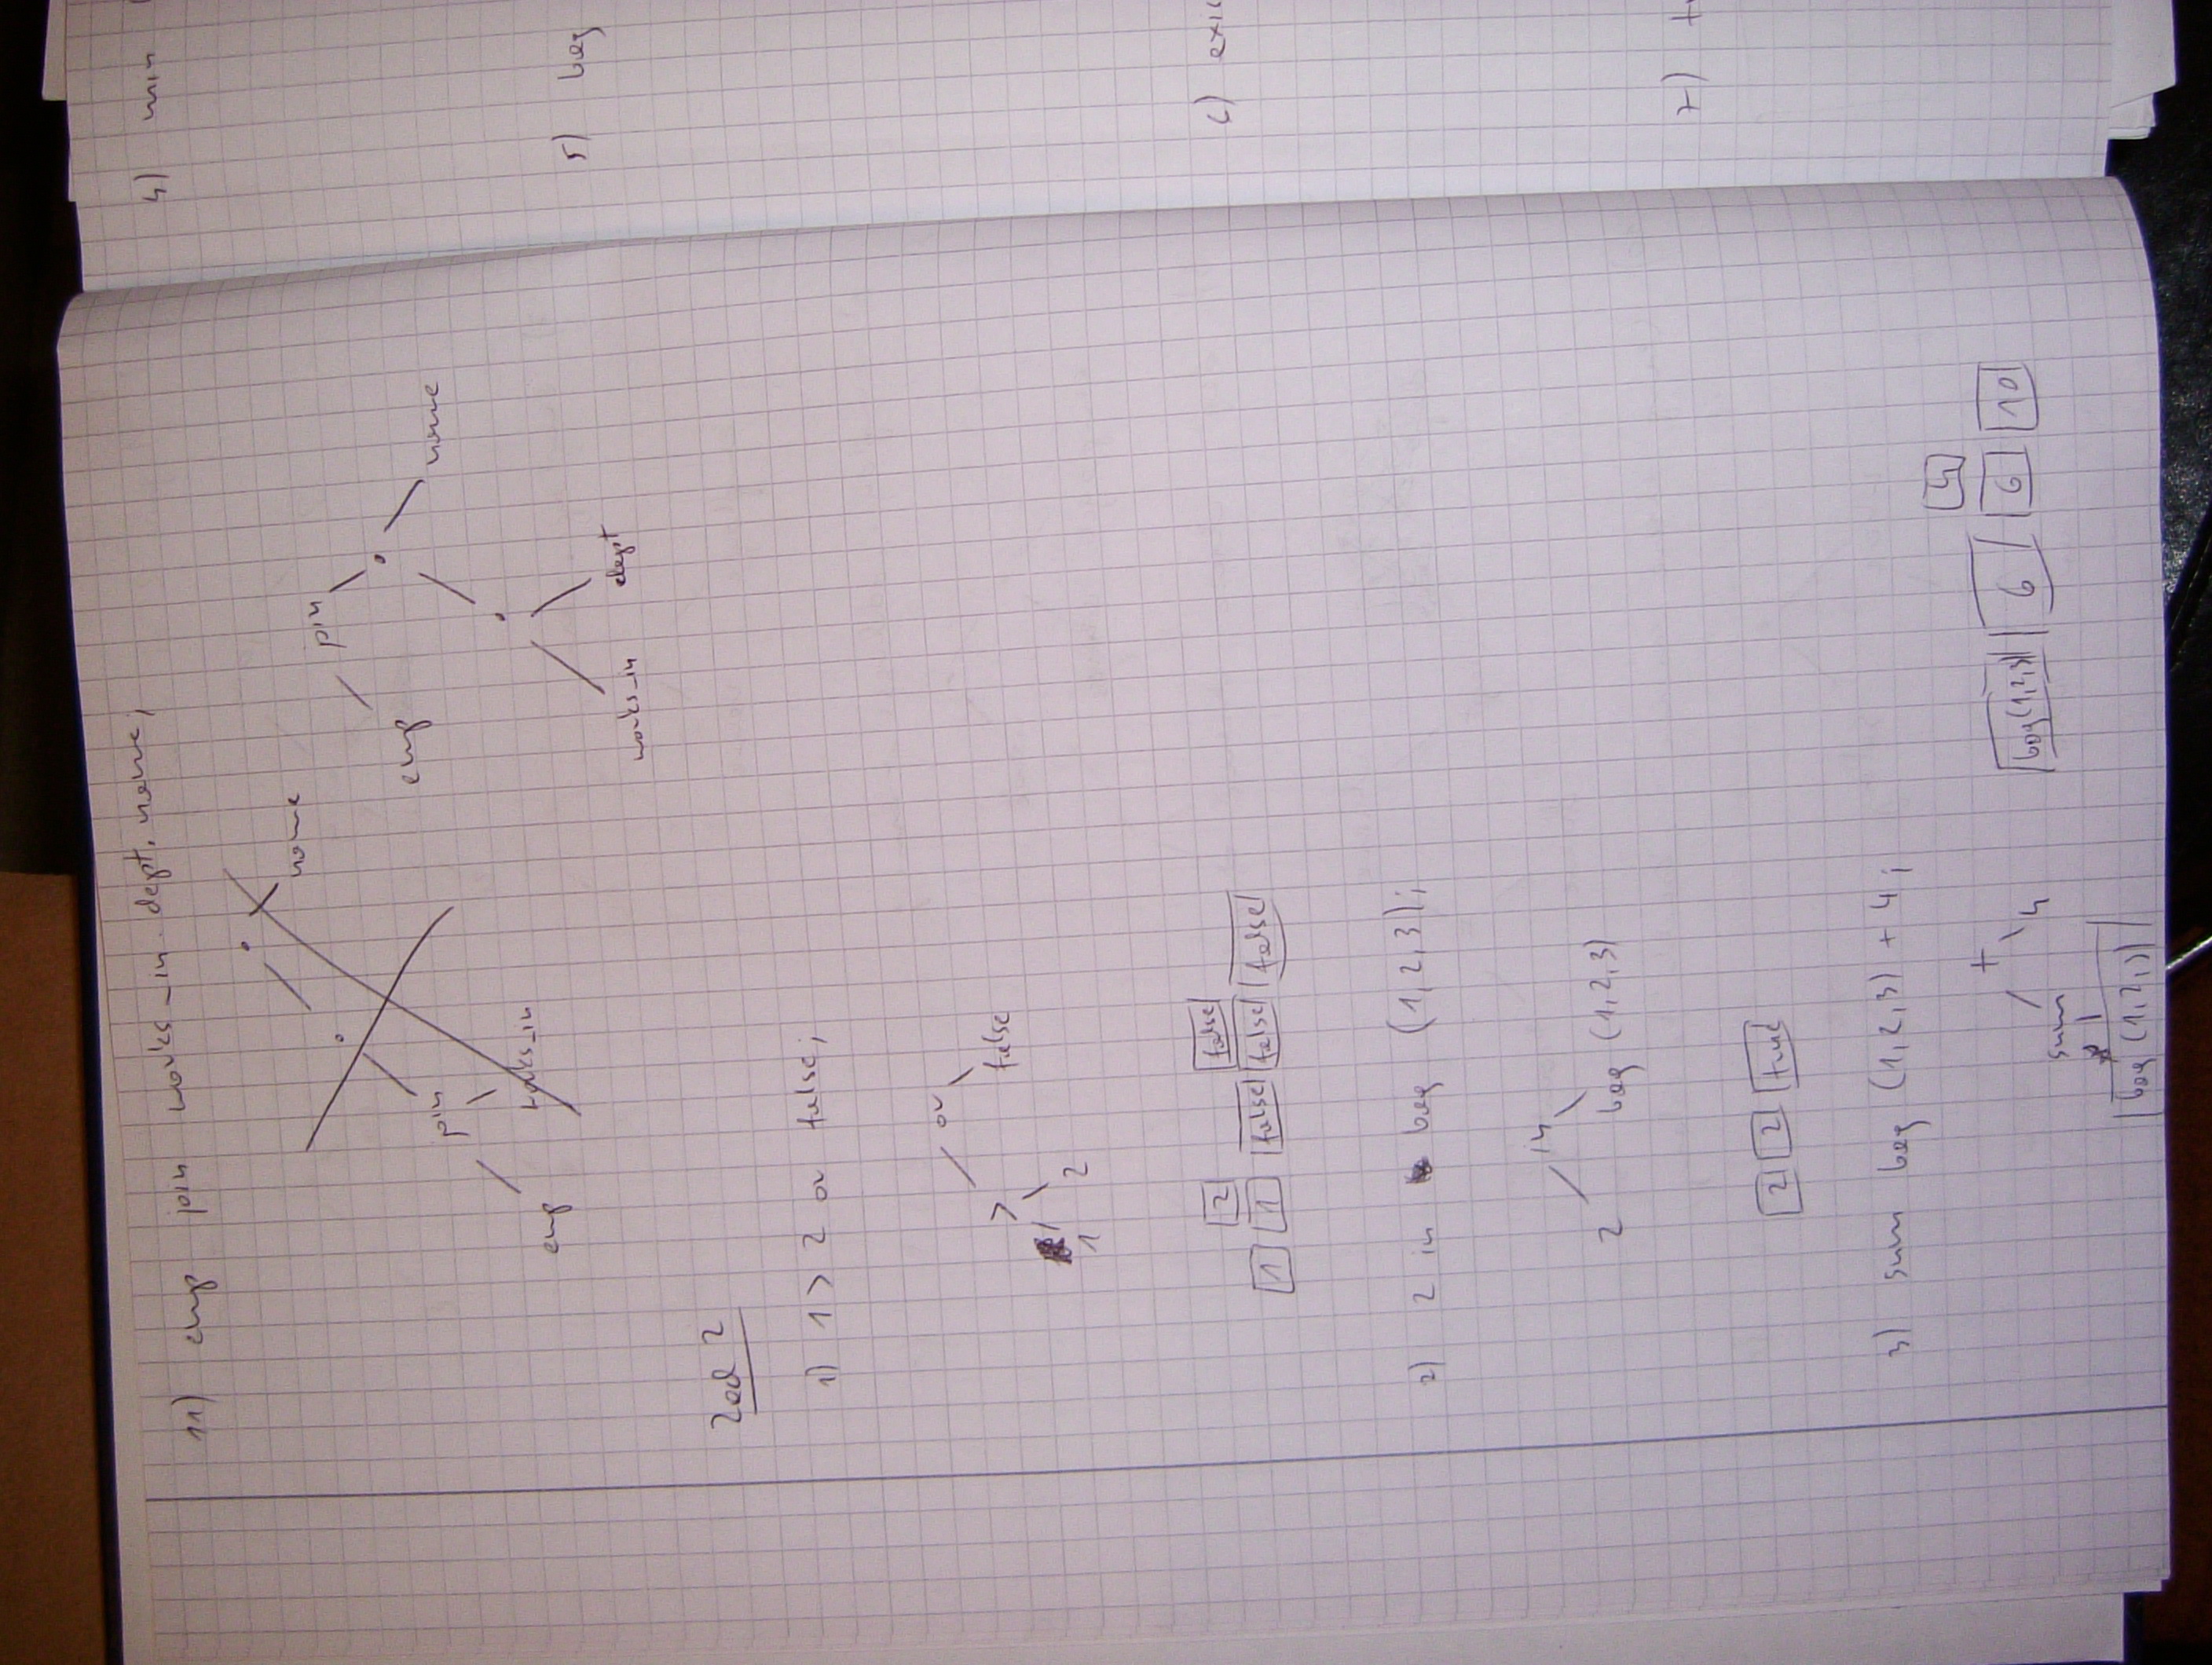 11) emp join works_in.dept.name;
name
join
emp
works_in
join
name
emp
works_in
dept
Zad 2
1) 1 > 2 or false;
or
> false
1 2
2 false
1 1 false false false
2) 2 in bag (1,2,3);
in
2 bag (1,2,3)
2 2 true
3) sum bag (1,2,3) + 4;
+
sum 4
bag (1,2,3)
4
bag(1,2,3) 6 6 10
4) min
5) bag
6)
7)